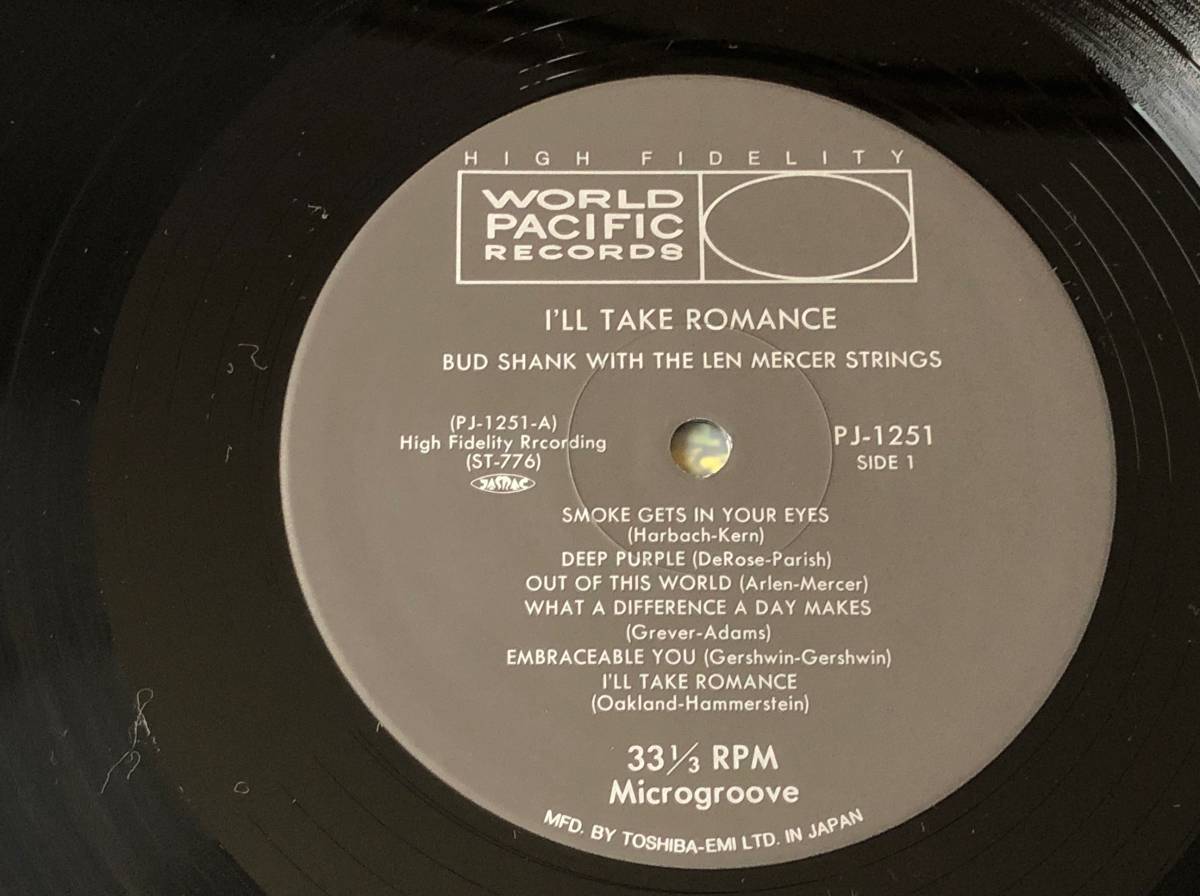 HIGH FIDELITY
WORLD
PACIFIC
RECORDS
I'LL TAKE ROMANCE
BUD SHANK WITH THE LEN MERCER STRINGS
(PJ-1251-A)
High Fidelity Rrcording
(ST-776)
JASRAC
PJ-1251
SIDE 1
SMOKE GETS IN YOUR EYES
(Harbach-Kern)
DEEP PURPLE (DeRose-Parish)
OUT OF THIS WORLD (Arlen-Mercer)
WHAT A DIFFERENCE A DAY MAKES
(Grever-Adams)
EMBRACEABLE YOU (Gershwin-Gershwin)
I'LL TAKE ROMANCE
(Oakland-Hammerstein)
33 1/3 RPM
Microgroove
MFD. BY TOSHIBA-EMI LTD. IN JAPAN